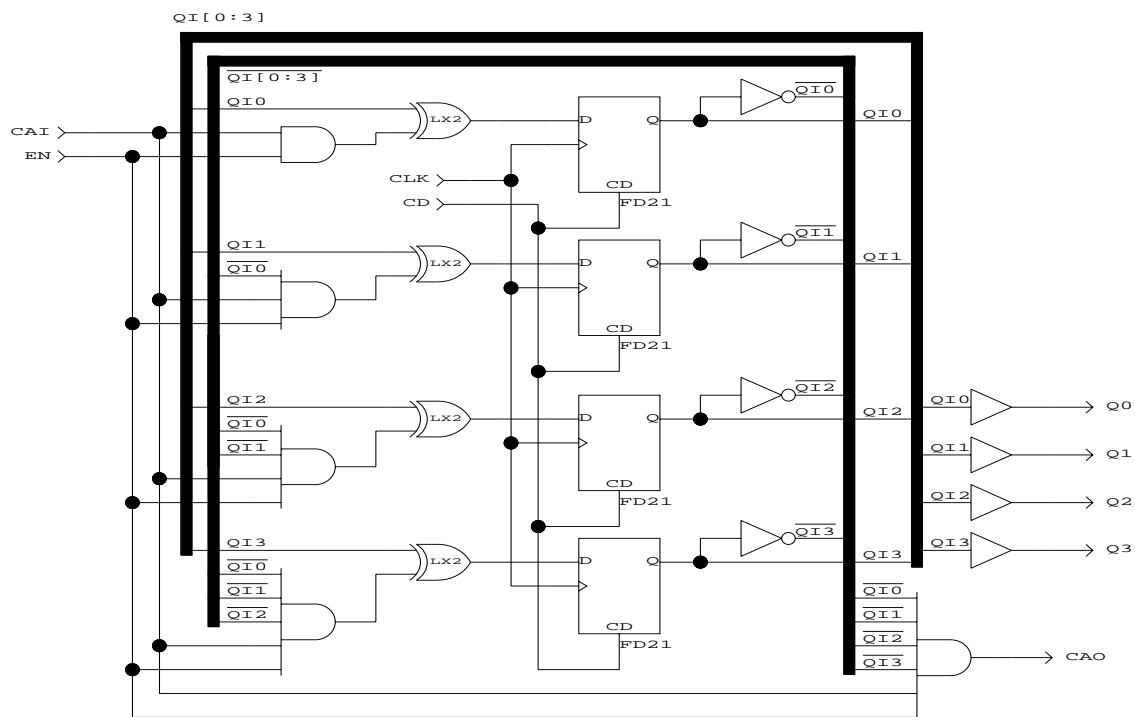 QI[0:3]
QI[0:3]
QI0
QI0
QI0
CAI
LX2
D
Q
EN
CLK
CD
CD
FD21
QI1
QI1
QI0
LX2
D
Q
QI1
CD
FD21
QI2
QI2
QI0
LX2
D
Q
QI2
QI0
Q0
QI1
QI1
Q1
CD
FD21
QI2
Q2
QI3
QI3
QI3
Q3
QI0
LX2
D
Q
QI3
QI1
QI0
QI2
QI1
CD
FD21
QI2
CAO
QI3